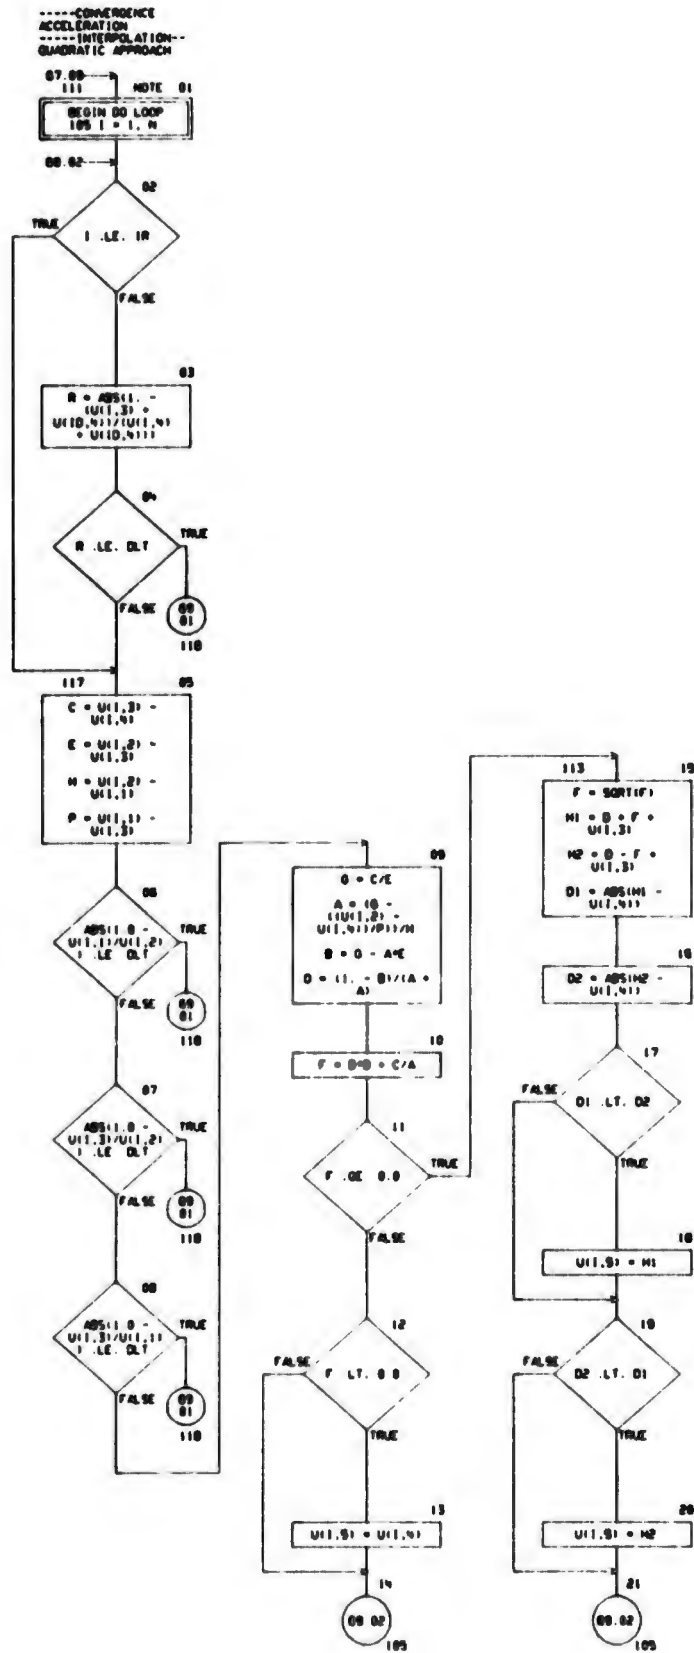 -----CONVERGENCE
ACCELERATION
-----INTERPOLATION--
QUADRATIC APPROACH
07.08
111
NOTE 01
BEGIN DO LOOP
105 I = 1, N
08.02
02
TRUE
I .LE. IR
FALSE
03
R = ABS(1. -
(U(I,3) +
U(ID,4))/(U(I,4)
+ U(ID,4)))
04
TRUE
R .LE. DLT
FALSE
09
01
110
117
05
C = U(I,3) -
U(I,4)
E = U(I,2) -
U(I,3)
H = U(I,2) -
U(I,1)
P = U(I,1) -
U(I,3)
06
ABS(1.0 -
U(I,1)/U(I,2)
) .LE. DLT
TRUE
FALSE
09
01
110
07
ABS(1.0 -
U(I,3)/U(I,2)
) .LE. DLT
TRUE
FALSE
09
01
110
08
ABS(1.0 -
U(I,3)/U(I,1)
) .LE. DLT
TRUE
FALSE
09
01
110
09
G = C/E
A = (G -
((U(I,2) -
U(I,4))/P))/H
B = G - A*E
D = (1. - B)/(A +
A)
10
F = D*D + C/A
11
F .GE. 0.0
TRUE
FALSE
12
FALSE
F .LT. 0.0
TRUE
13
U(I,5) = U(I,4)
14
08.02
105
113
15
F = SQRT(F)
H1 = D + F +
U(I,3)
H2 = D - F +
U(I,3)
D1 = ABS(H1 -
U(I,4))
16
D2 = ABS(H2 -
U(I,4))
17
FALSE
D1 .LT. D2
TRUE
18
U(I,5) = H1
19
FALSE
D2 .LT. D1
TRUE
20
U(I,5) = H2
21
08.02
105